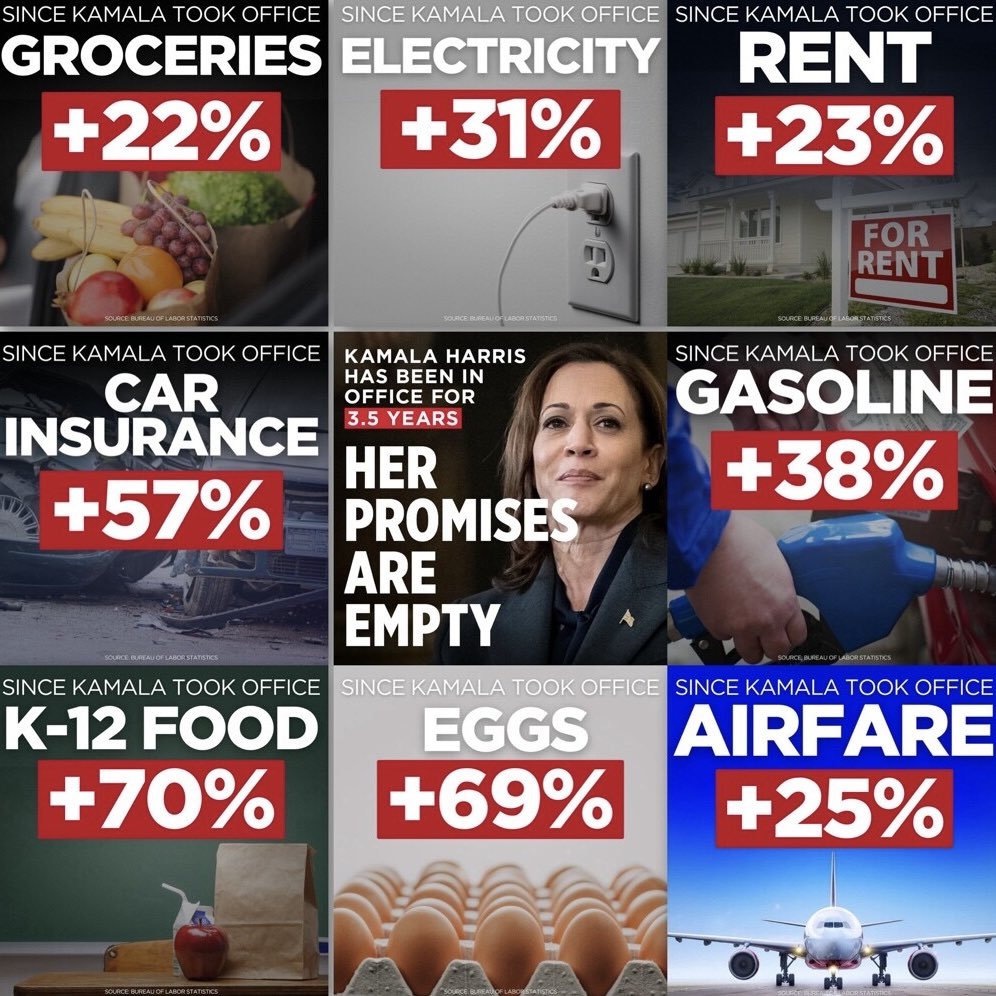 SINCE KAMALA TOOK OFFICE
GROCERIES
+22%
SOURCE: BUREAU OF LABOR STATISTICS
SINCE KAMALA TOOK OFFICE
ELECTRICITY
+31%
SOURCE: BUREAU OF LABOR STATISTICS
SINCE KAMALA TOOK OFFICE
RENT
+23%
FOR
RENT
SOURCE: BUREAU OF LABOR STATISTICS
SINCE KAMALA TOOK OFFICE
CAR
INSURANCE
+57%
SOURCE: BUREAU OF LABOR STATISTICS
KAMALA HARRIS
HAS BEEN IN
OFFICE FOR
3.5 YEARS
HER
PROMISES
ARE
EMPTY
SINCE KAMALA TOOK OFFICE
GASOLINE
+38%
SOURCE: BUREAU OF LABOR STATISTICS
SINCE KAMALA TOOK OFFICE
K-12 FOOD
+70%
SOURCE: BUREAU OF LABOR STATISTICS
SINCE KAMALA TOOK OFFICE
EGGS
+69%
SOURCE: BUREAU OF LABOR STATISTICS
SINCE KAMALA TOOK OFFICE
AIRFARE
+25%
SOURCE: BUREAU OF LABOR STATISTICS